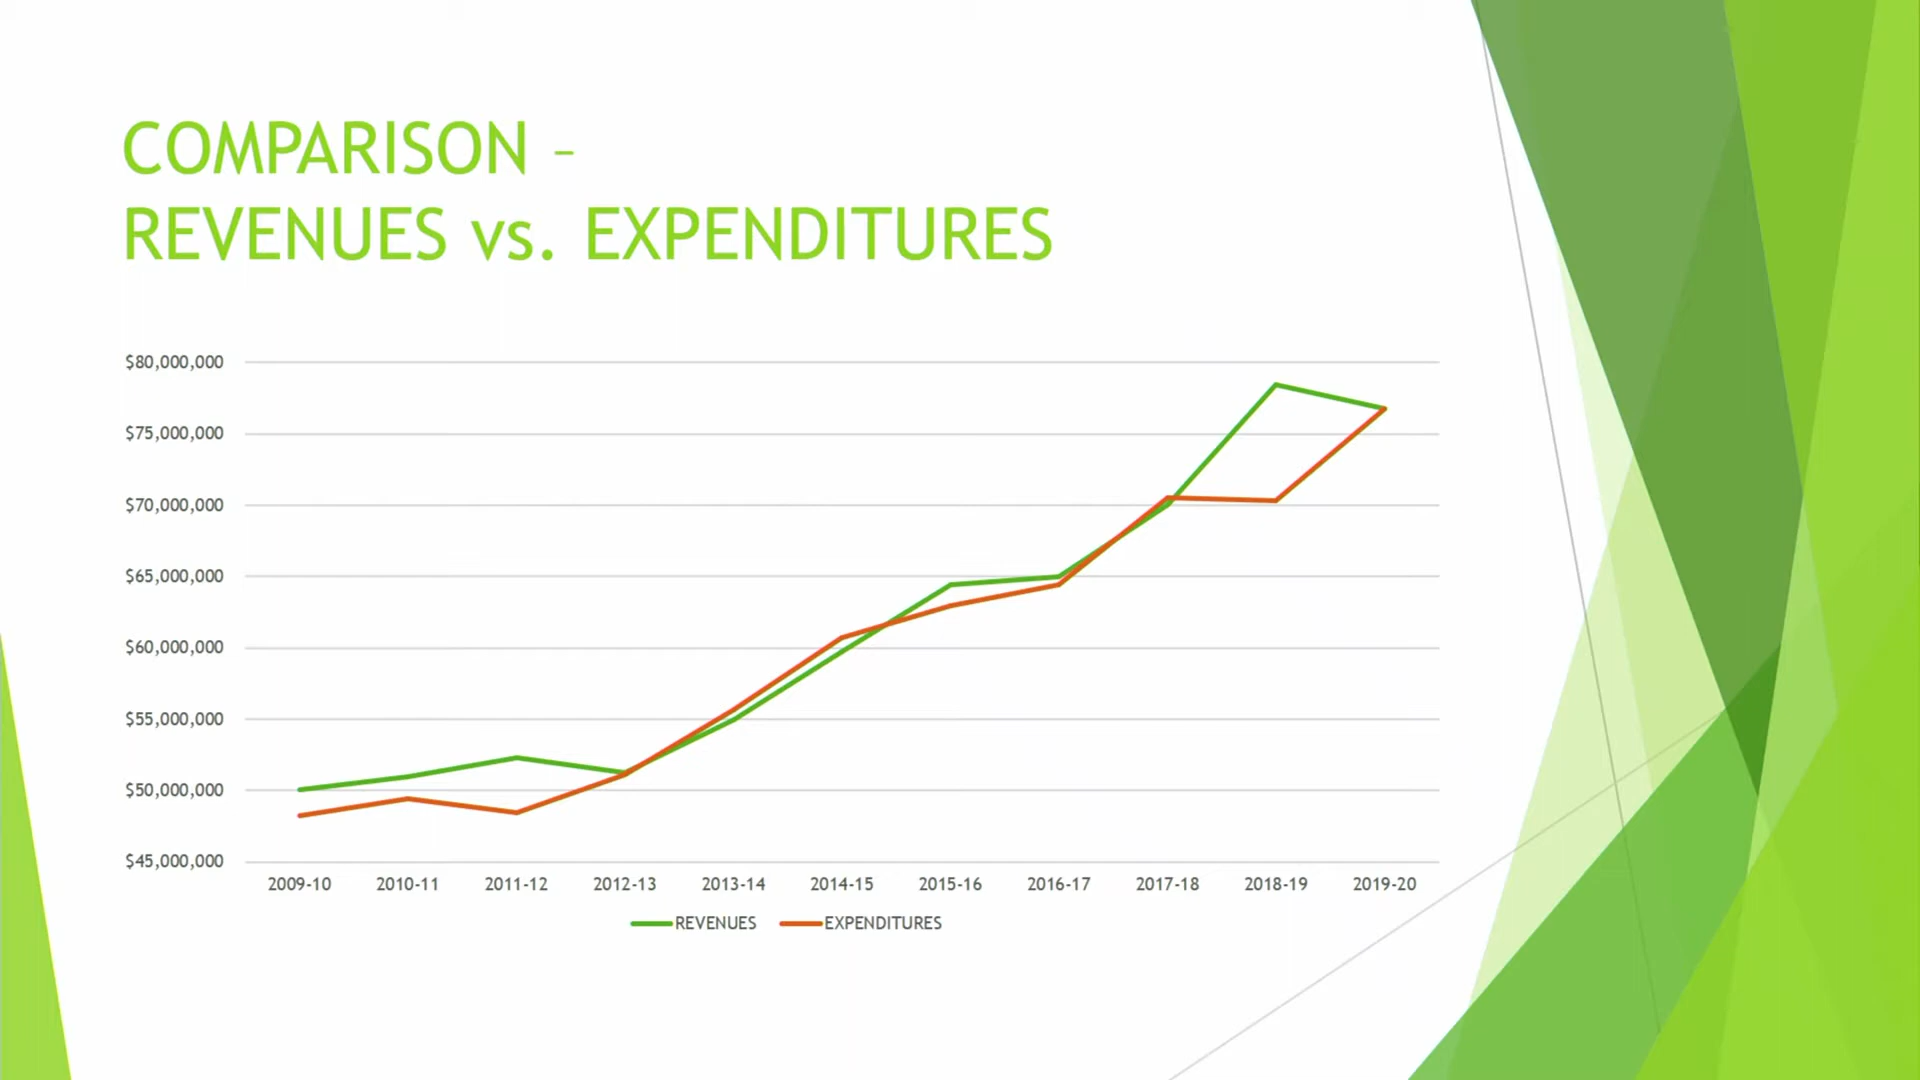 COMPARISON –
REVENUES vs. EXPENDITURES
$80,000,000
$75,000,000
$70,000,000
$65,000,000
$60,000,000
$55,000,000
$50,000,000
$45,000,000
2009-10 2010-11 2011-12 2012-13 2013-14 2014-15 2015-16 2016-17 2017-18 2018-19 2019-20
REVENUES EXPENDITURES